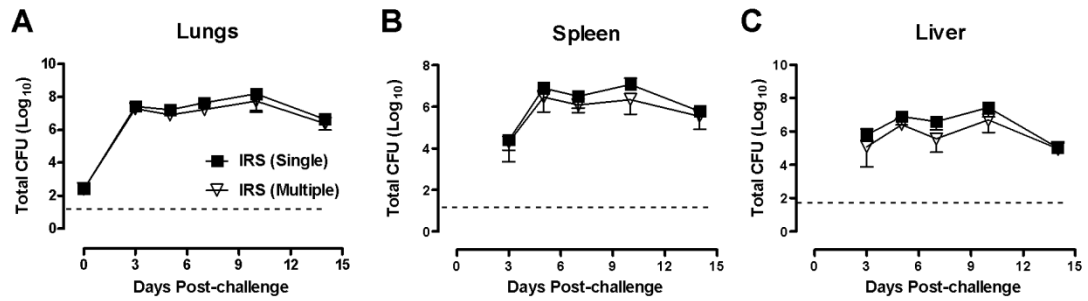 A
Lungs
Total CFU (Log10)
10
8
6
4
2
0
IRS (Single)
IRS (Multiple)
0
3
6
9
12
15
Days Post-challenge
B
Spleen
Total CFU (Log10)
8
6
4
2
0
0
3
6
9
12
15
Days Post-challenge
C
Liver
Total CFU (Log10)
10
8
6
4
2
0
0
3
6
9
12
15
Days Post-challenge